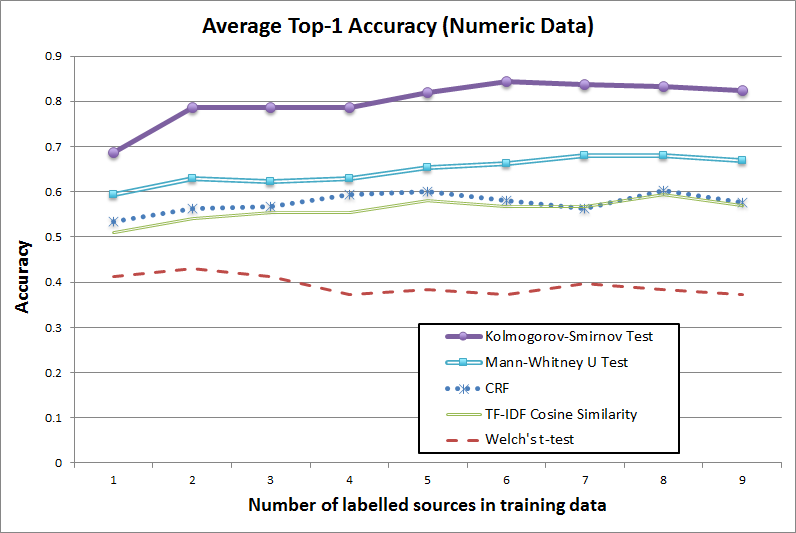 Average Top-1 Accuracy (Numeric Data)
0.9
0.8
0.7
0.6
0.5
0.4
0.3
0.2
0.1
0
Accuracy
Kolmogorov-Smirnov Test
Mann-Whitney U Test
CRF
TF-IDF Cosine Similarity
Welch's t-test
1 2 3 4 5 6 7 8 9
Number of labelled sources in training data